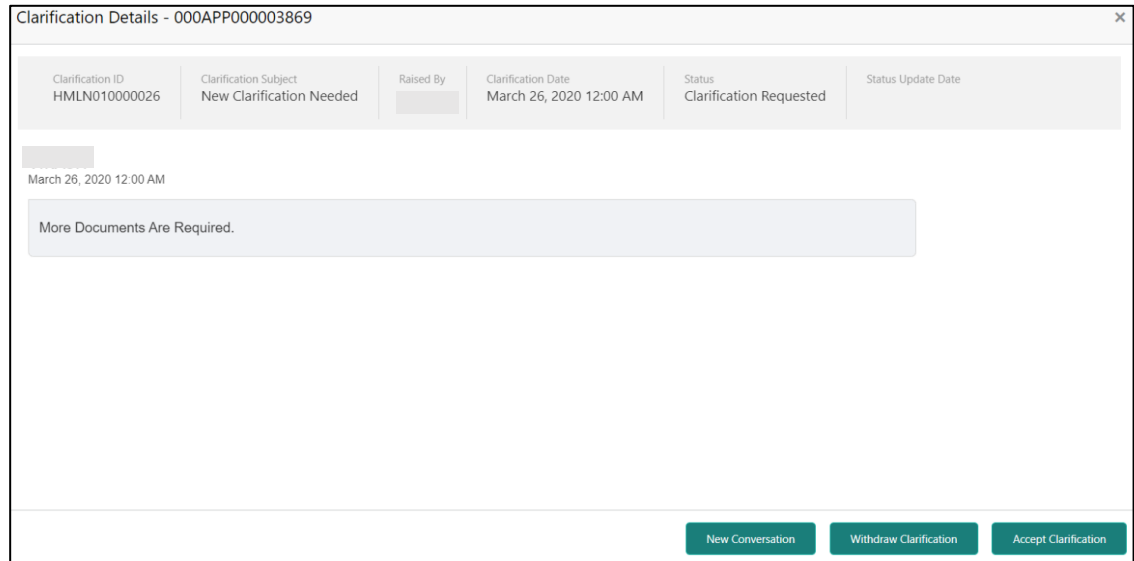 Clarification Details - 000APP000003869
×
Clarification ID Clarification Subject Raised By Clarification Date Status Status Update Date
HMLN010000026 New Clarification Needed March 26, 2020 12:00 AM Clarification Requested
March 26, 2020 12:00 AM
More Documents Are Required.
New Conversation Withdraw Clarification Accept Clarification